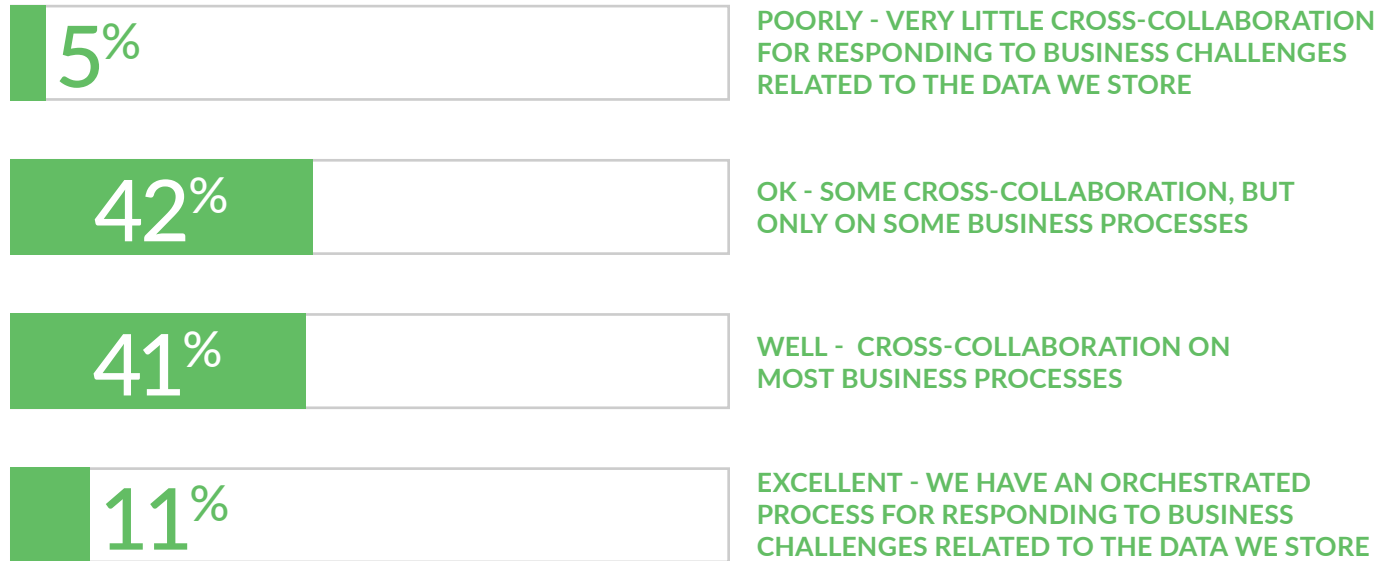 5%
POORLY - VERY LITTLE CROSS-COLLABORATION
FOR RESPONDING TO BUSINESS CHALLENGES
RELATED TO THE DATA WE STORE
42%
OK - SOME CROSS-COLLABORATION, BUT
ONLY ON SOME BUSINESS PROCESSES
41%
WELL -  CROSS-COLLABORATION ON
MOST BUSINESS PROCESSES
11%
EXCELLENT - WE HAVE AN ORCHESTRATED
PROCESS FOR RESPONDING TO BUSINESS
CHALLENGES RELATED TO THE DATA WE STORE